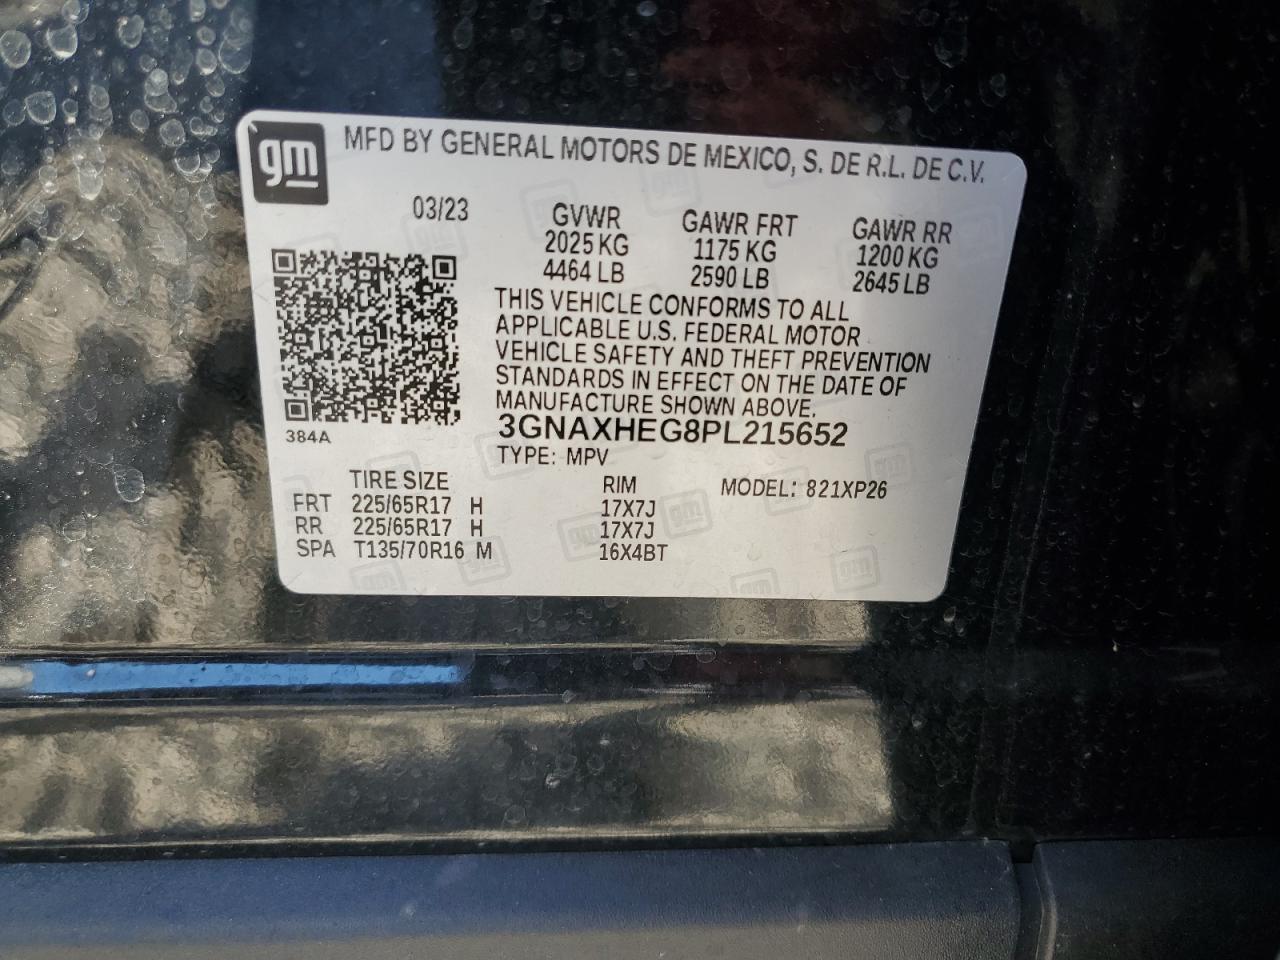 gm MFD BY GENERAL MOTORS DE MEXICO, S. DE R.L. DE C.V.
03/23 GVWR GAWR FRT GAWR RR
2025 KG 1175 KG 1200 KG
4464 LB 2590 LB 2645 LB
THIS VEHICLE CONFORMS TO ALL
APPLICABLE U.S. FEDERAL MOTOR
VEHICLE SAFETY AND THEFT PREVENTION
STANDARDS IN EFFECT ON THE DATE OF
MANUFACTURE SHOWN ABOVE.
3GNAXHEG8PL215652
384A
TYPE: MPV
TIRE SIZE RIM MODEL: 821XP26
FRT 225/65R17 H 17X7J
RR 225/65R17 H 17X7J
SPA T135/70R16 M 16X4BT